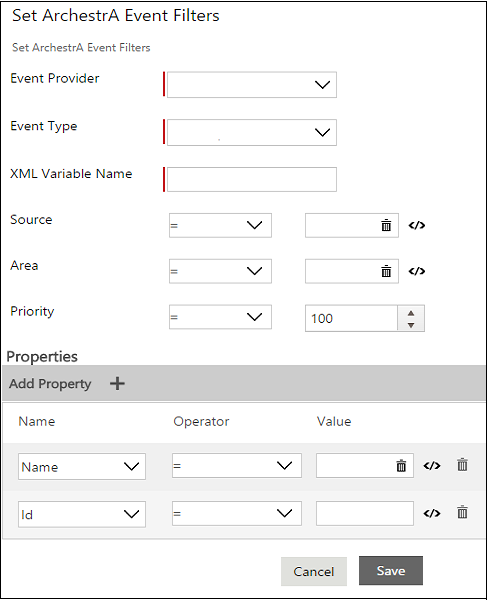 Set ArchestrA Event Filters
Set ArchestrA Event Filters
Event Provider
Event Type
XML Variable Name
Source = </>
Area = </>
Priority = 100
Properties
Add Property +
Name Operator Value
Name = </>
Id = </>
Cancel Save